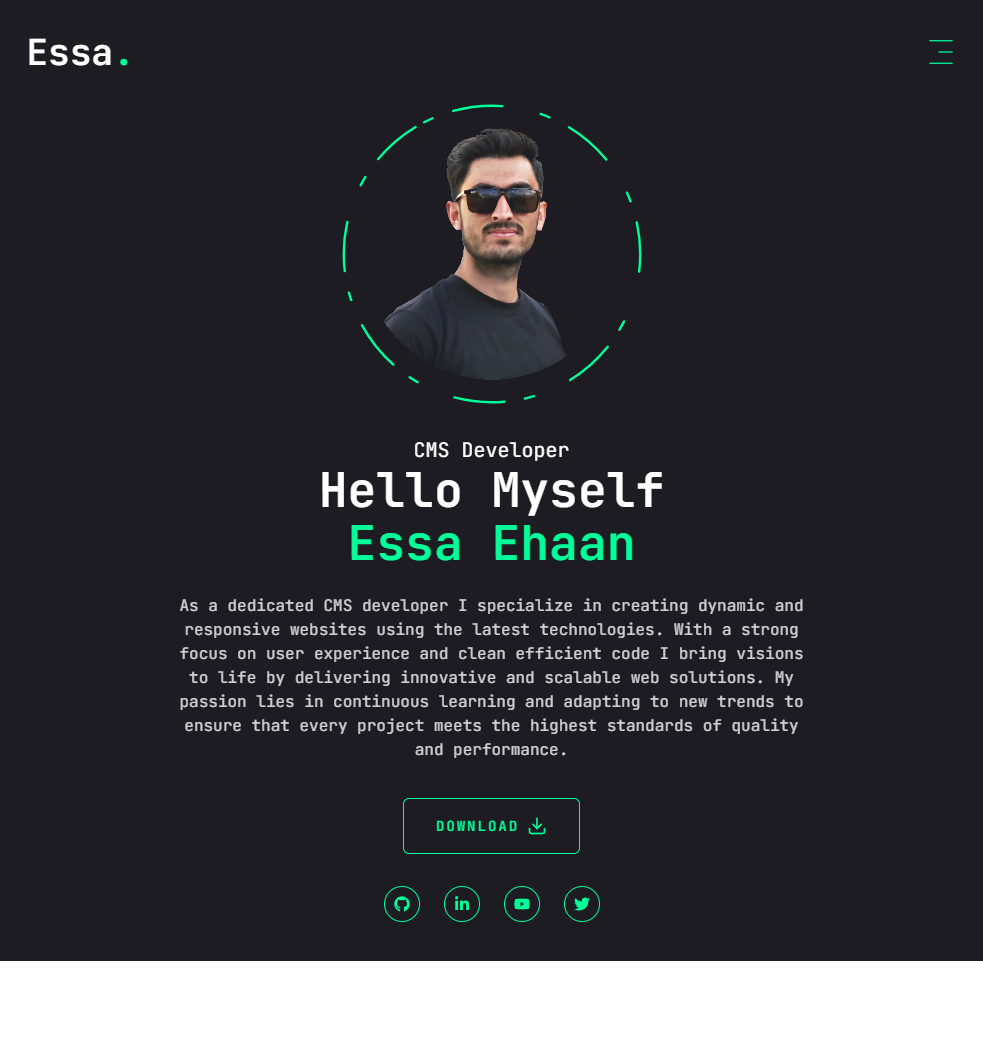 Essa.
CMS Developer
Hello Myself
Essa Ehaan
As a dedicated CMS developer I specialize in creating dynamic and
responsive websites using the latest technologies. With a strong
focus on user experience and clean efficient code I bring visions
to life by delivering innovative and scalable web solutions. My
passion lies in continuous learning and adapting to new trends to
ensure that every project meets the highest standards of quality
and performance.
DOWNLOAD
in